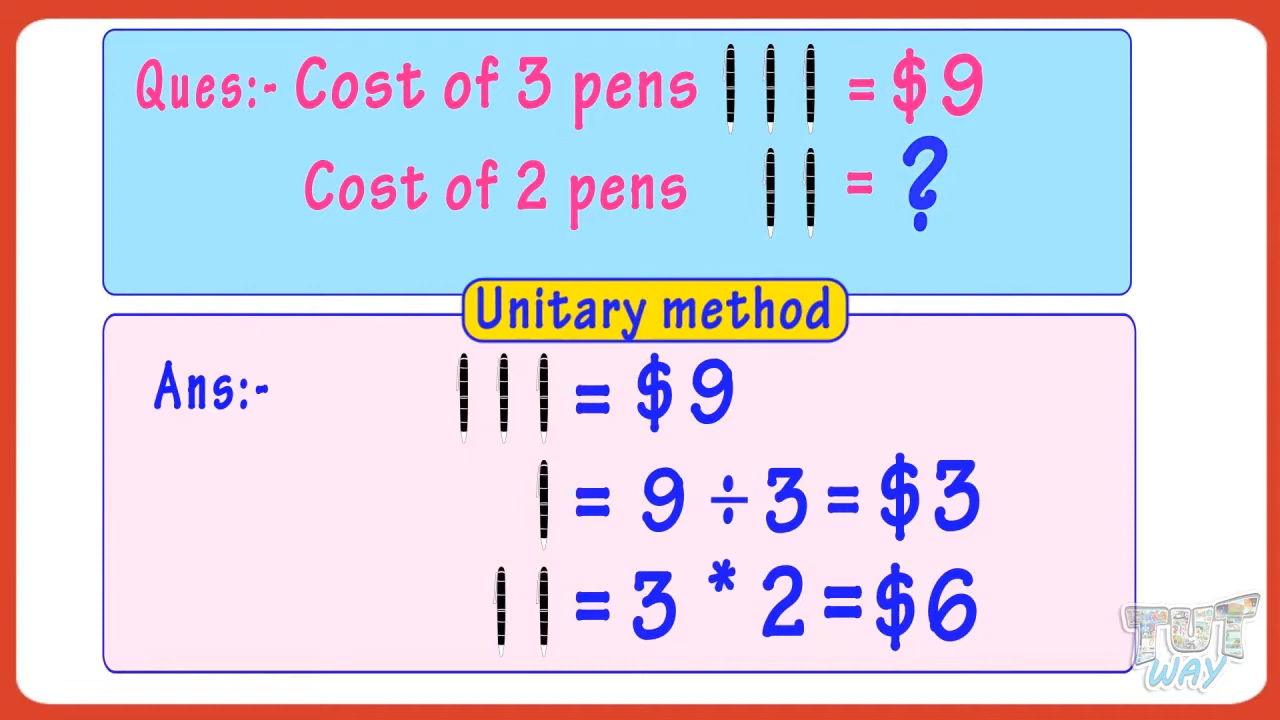 Ques:- Cost of 3 pens = $9
Cost of 2 pens = ?
Unitary method
Ans:- = $9
= 9 ÷ 3 = $3
= 3 * 2 = $6
TUT
WAY